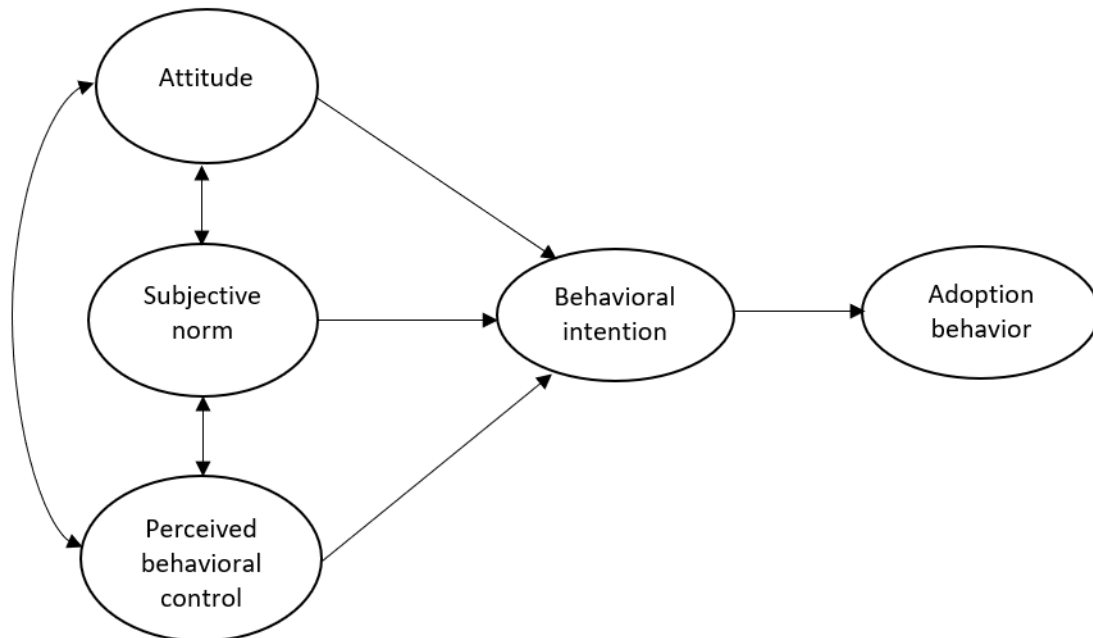 Attitude
Subjective
norm
Behavioral
intention
Adoption
behavior
Perceived
behavioral
control